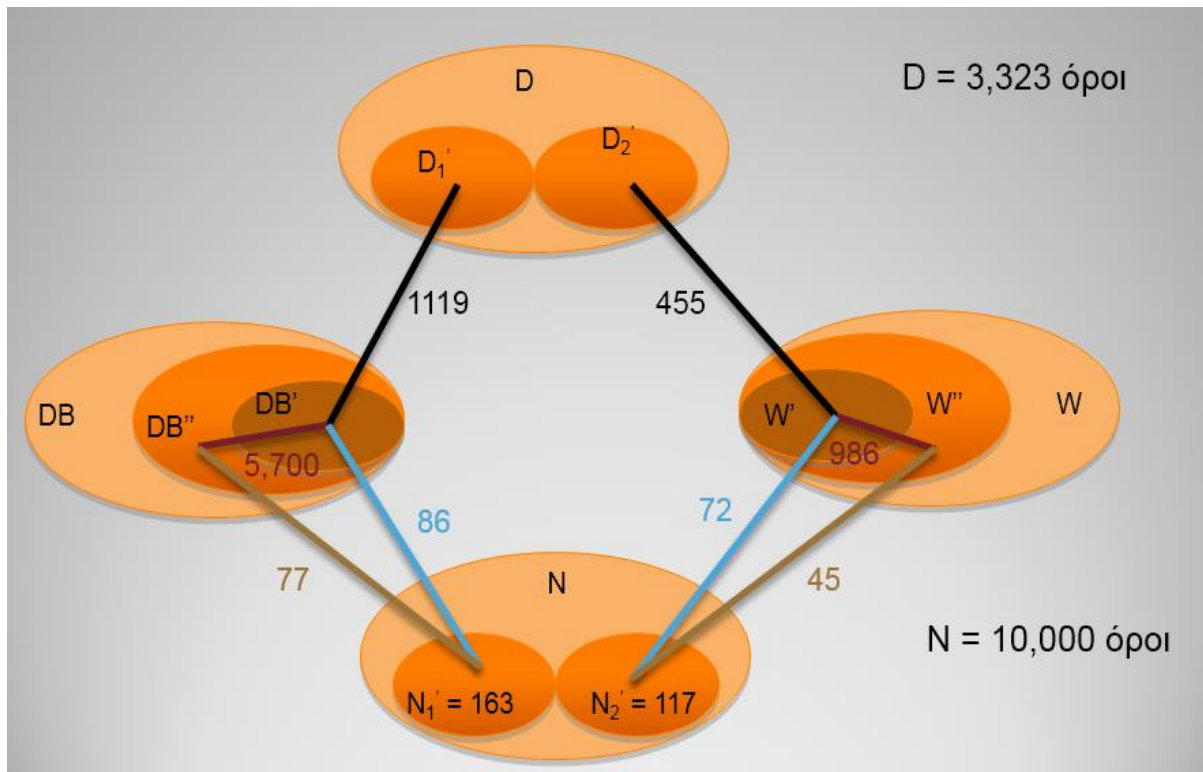 D
D = 3,323 όροι
D₁'
D₂'
1119
455
DB
DB''
DB'
5,700
W'
W''
W
986
86
72
77
45
N
N = 10,000 όροι
N₁' = 163
N₂' = 117